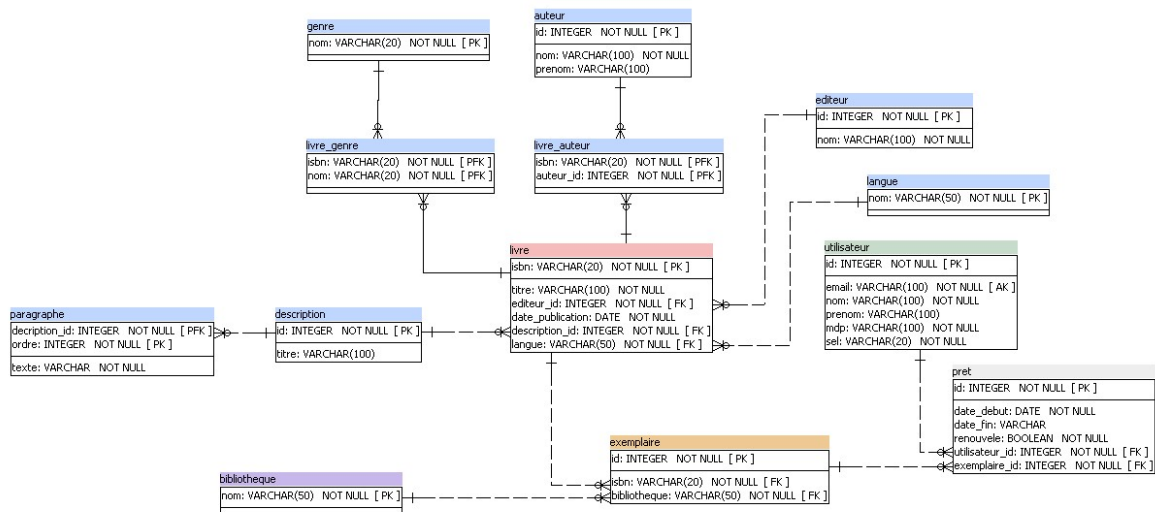 genre
nom: VARCHAR(20) NOT NULL [ PK ]
auteur
id: INTEGER NOT NULL [ PK ]
nom: VARCHAR(100) NOT NULL
prenom: VARCHAR(100)
editeur
id: INTEGER NOT NULL [ PK ]
nom: VARCHAR(100) NOT NULL
livre_genre
isbn: VARCHAR(20) NOT NULL [ PFK ]
nom: VARCHAR(20) NOT NULL [ PFK ]
livre_auteur
isbn: VARCHAR(20) NOT NULL [ PFK ]
auteur_id: INTEGER NOT NULL [ PFK ]
langue
nom: VARCHAR(50) NOT NULL [ PK ]
livre
isbn: VARCHAR(20) NOT NULL [ PK ]
titre: VARCHAR(100) NOT NULL
editeur_id: INTEGER NOT NULL [ FK ]
date_publication: DATE NOT NULL
description_id: INTEGER NOT NULL [ FK ]
langue: VARCHAR(50) NOT NULL [ FK ]
utilisateur
id: INTEGER NOT NULL [ PK ]
email: VARCHAR(100) NOT NULL [ AK ]
nom: VARCHAR(100) NOT NULL
prenom: VARCHAR(100)
mdp: VARCHAR(100) NOT NULL
sel: VARCHAR(20) NOT NULL
paragraphe
decription_id: INTEGER NOT NULL [ PFK ]
ordre: INTEGER NOT NULL [ PK ]
texte: VARCHAR NOT NULL
description
id: INTEGER NOT NULL [ PK ]
titre: VARCHAR(100)
pret
id: INTEGER NOT NULL [ PK ]
date_debut: DATE NOT NULL
date_fin: VARCHAR
renouvele: BOOLEAN NOT NULL
utilisateur_id: INTEGER NOT NULL [ FK ]
exemplaire_id: INTEGER NOT NULL [ FK ]
exemplaire
id: INTEGER NOT NULL [ PK ]
isbn: VARCHAR(20) NOT NULL [ FK ]
bibliotheque: VARCHAR(50) NOT NULL [ FK ]
bibliotheque
nom: VARCHAR(50) NOT NULL [ PK ]